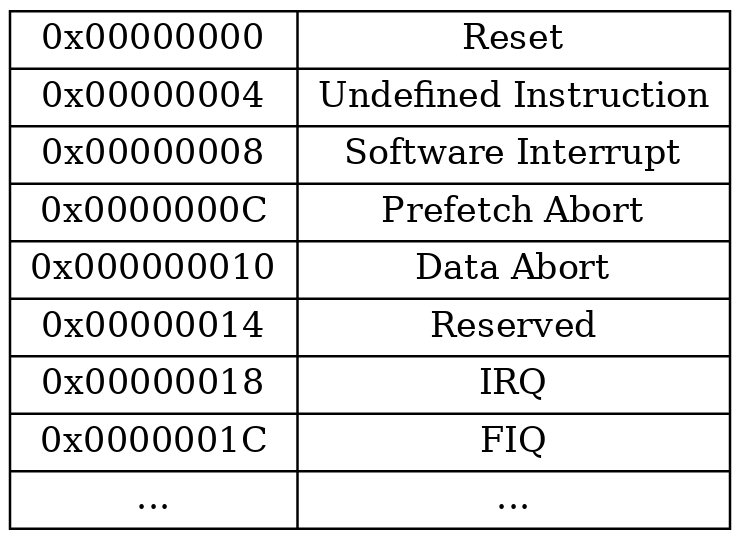 0x00000000 Reset
0x00000004 Undefined Instruction
0x00000008 Software Interrupt
0x0000000C Prefetch Abort
0x000000010 Data Abort
0x00000014 Reserved
0x00000018 IRQ
0x0000001C FIQ
... ...